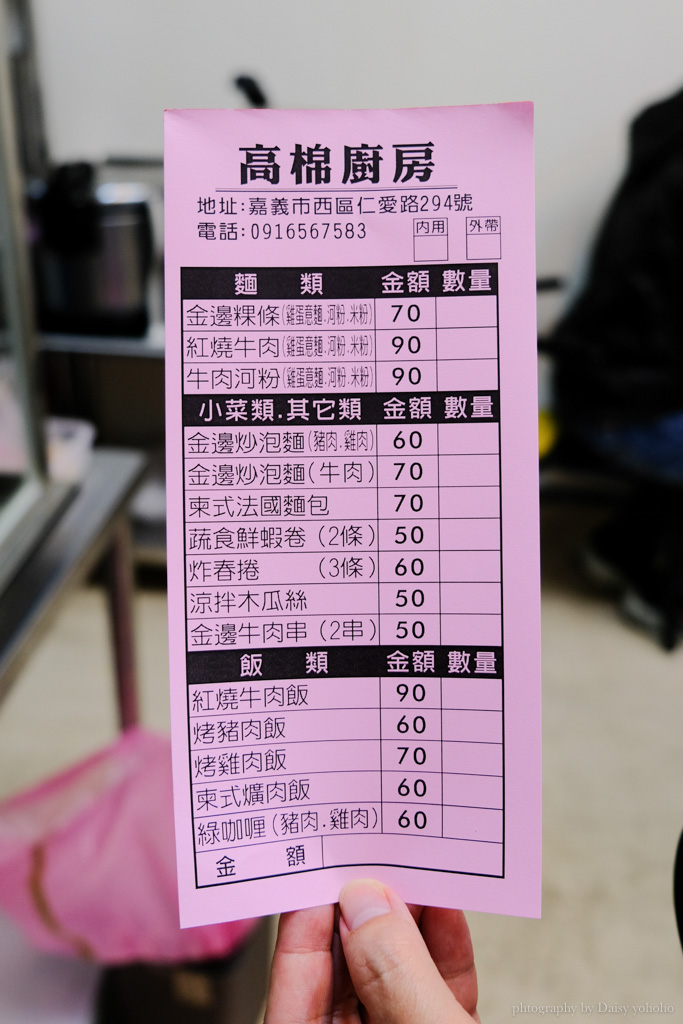 高棉廚房
地址:嘉義市西區仁愛路294號
電話:0916567583 內用 外帶
麵 類 金額 數量
金邊粿條(雞蛋意麵.河粉.米粉) 70
紅燒牛肉(雞蛋意麵.河粉.米粉) 90
牛肉河粉(雞蛋意麵.河粉.米粉) 90
小菜類.其它類 金額 數量
金邊炒泡麵(豬肉.雞肉) 60
金邊炒泡麵(牛肉) 70
柬式法國麵包 70
蔬食鮮蝦卷(2條) 50
炸春捲 (3條) 60
涼拌木瓜絲 50
金邊牛肉串(2串) 50
飯 類 金額 數量
紅燒牛肉飯 90
烤豬肉飯 60
烤雞肉飯 70
柬式爌肉飯 60
綠咖喱(豬肉.雞肉) 60
金 額
phtography by Daisy yohoho